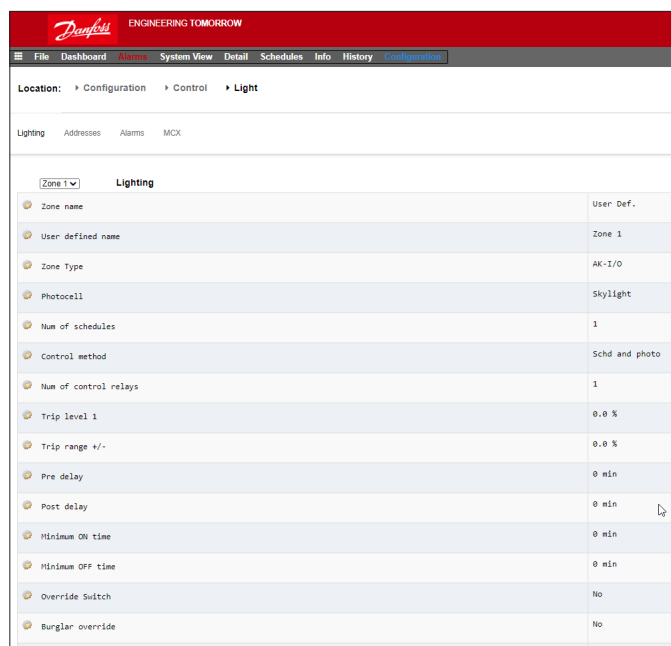 Danfoss ENGINEERING TOMORROW
File Dashboard Alarms System View Detail Schedules Info History Configuration
Location: Configuration Control Light
Lighting Addresses Alarms MCX
Zone 1 Lighting
Zone name User Def.
User defined name Zone 1
Zone Type AK-I/O
Photocell Skylight
Num of schedules 1
Control method Schd and photo
Num of control relays 1
Trip level 1 0.0 %
Trip range +/- 0.0 %
Pre delay 0 min
Post delay 0 min
Minimum ON time 0 min
Minimum OFF time 0 min
Override Switch No
Burglar override No